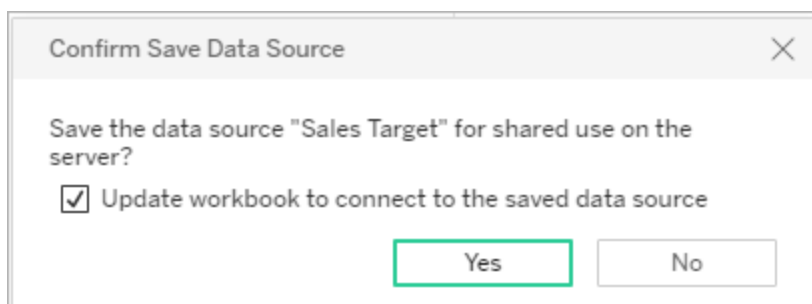 Confirm Save Data Source
Save the data source "Sales Target" for shared use on the
server?
Update workbook to connect to the saved data source
Yes
No